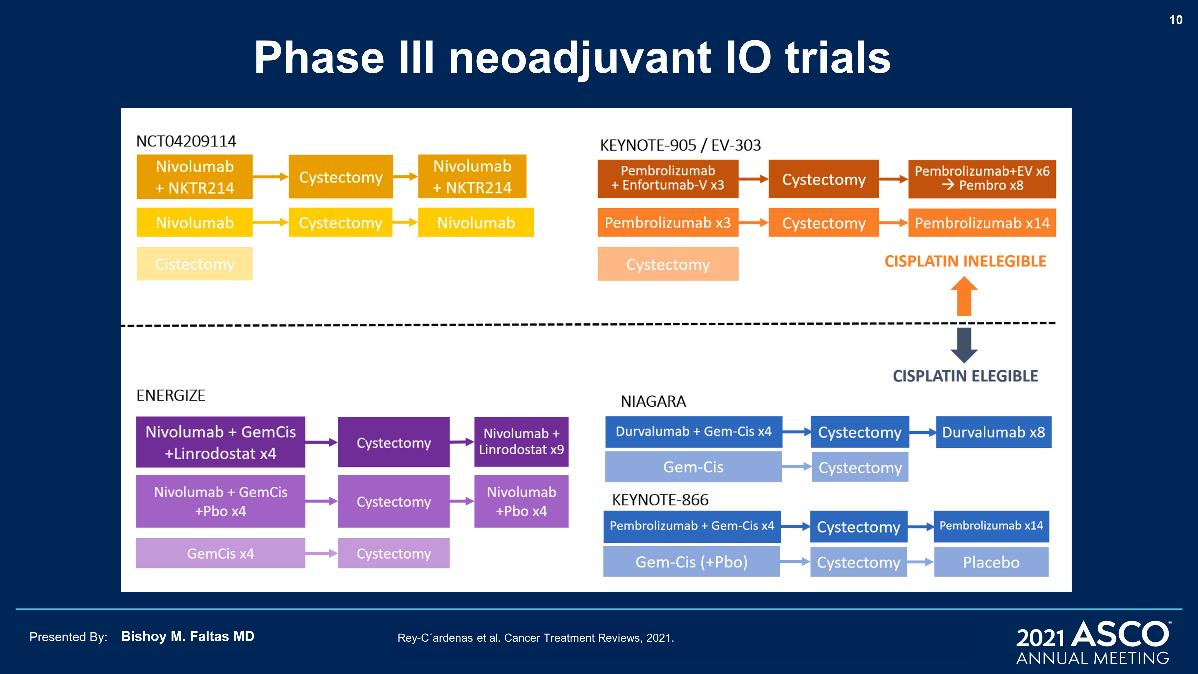 10
Phase III neoadjuvant IO trials
NCT04209114
Nivolumab
+ NKTR214
Cystectomy
Nivolumab
+ NKTR214
Nivolumab
Cystectomy
Nivolumab
Cistectomy
KEYNOTE-905 / EV-303
Pembrolizumab
+ Enfortumab-V x3
Cystectomy
Pembrolizumab+EV x6
→ Pembro x8
Pembrolizumab x3
Cystectomy
Pembrolizumab x14
Cystectomy
CISPLATIN INELEGIBLE
CISPLATIN ELEGIBLE
ENERGIZE
Nivolumab + GemCis
+Linrodostat x4
Cystectomy
Nivolumab +
Linrodostat x9
Nivolumab + GemCis
+Pbo x4
Cystectomy
Nivolumab
+Pbo x4
GemCis x4
Cystectomy
NIAGARA
Durvalumab + Gem-Cis x4
Cystectomy
Durvalumab x8
Gem-Cis
Cystectomy
KEYNOTE-866
Pembrolizumab + Gem-Cis x4
Cystectomy
Pembrolizumab x14
Gem-Cis (+Pbo)
Cystectomy
Placebo
Presented By: Bishoy M. Faltas MD
Rey-C´ardenas et al. Cancer Treatment Reviews, 2021.
2021 ASCO
ANNUAL MEETING